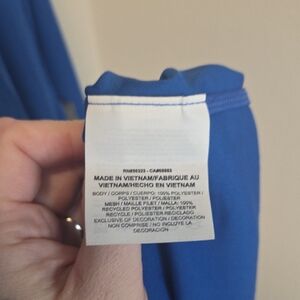 RN#56323 - CA#05553
MADE IN VIETNAM/FABRIQUE AU
VIETNAM/HECHO EN VIETNAM
BODY / CORPS / CUERPO: 100% POLYESTER /
POLYESTER / POLIÉSTER
MESH / MAILLE FILET / MALLA: 100%
RECYCLED POLYESTER / POLYESTER
RECYCLÉ / POLIÉSTER RECICLADO
EXCLUSIVE OF DECORATION / DÉCORATION
NON COMPRISE / NO INCLUYE LA
DECORACIÓN